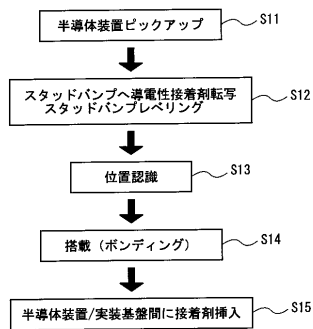 半導体装置ピックアップ S11
スタッドバンプへ導電性接着剤転写
スタッドバンプレベリング S12
位置認識 S13
搭載（ボンディング） S14
半導体装置/実装基盤間に接着剤挿入 S15